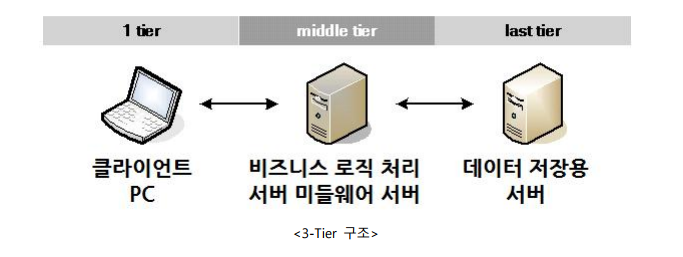 1 tier middle tier last tier
클라이언트 비즈니스 로직 처리 데이터 저장용
PC 서버 미들웨어 서버 서버
<3-Tier 구조>